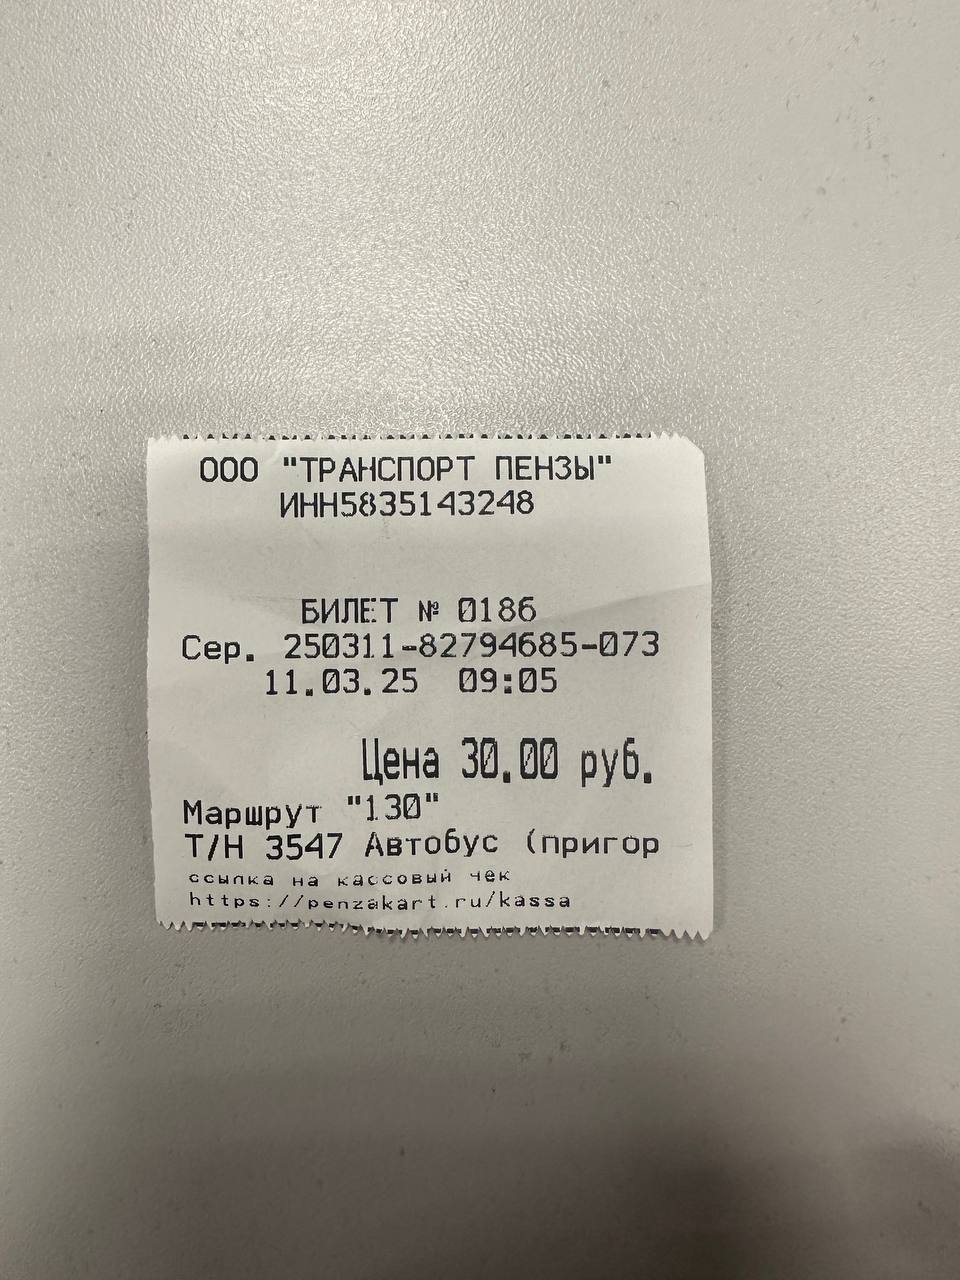 ООО "ТРАНСПОРТ ПЕНЗЫ"
ИНН5835143248
БИЛЕТ № 0186
Сер. 250311-82794685-073
11.03.25 09:05
Цена 30.00 руб.
Маршрут "130"
Т/Н 3547 Автобус (пригор
ссылка на кассовый чек
https://penzakart.ru/kassa